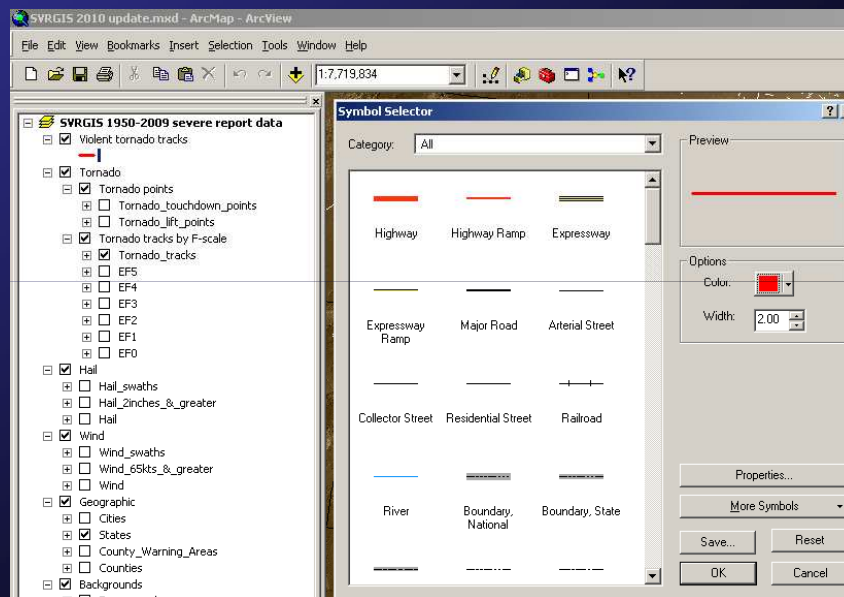 SVRGIS 2010 update.mxd - ArcMap - ArcView
File Edit View Bookmarks Insert Selection Tools Window Help
1:7,719,834
SVRGIS 1950-2009 severe report data
Violent tornado tracks
Tornado
Tornado points
Tornado_touchdown_points
Tornado_lift_points
Tornado tracks by F-scale
Tornado_tracks
EF5
EF4
EF3
EF2
EF1
EF0
Hail
Hail_swaths
Hail_2inches_&_greater
Hail
Wind
Wind_swaths
Wind_65kts_&_greater
Wind
Geographic
Cities
States
County_Warning_Areas
Counties
Backgrounds
Symbol Selector
Category: All
Highway Highway Ramp Expressway
Expressway Ramp Major Road Arterial Street
Collector Street Residential Street Railroad
River Boundary, National Boundary, State
Preview
Options
Color:
Width: 2.00
Properties...
More Symbols
Save... Reset
OK Cancel